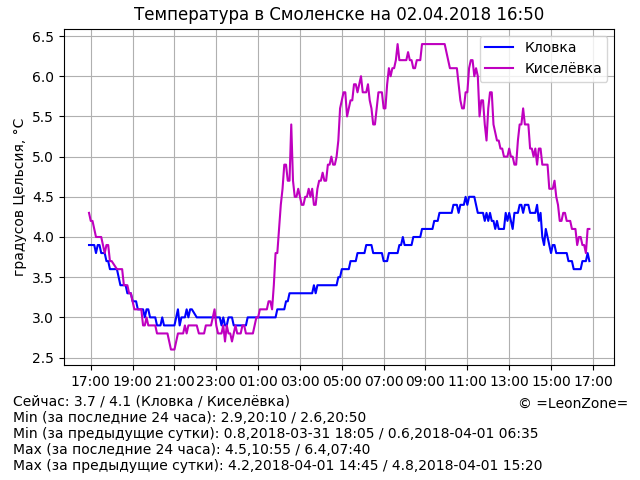 Температура в Смоленске на 02.04.2018 16:50
6.5
6.0
5.5
5.0
4.5
4.0
3.5
3.0
2.5
градусов Цельсия, °C
Кловка
Киселёвка
17:00 19:00 21:00 23:00 01:00 03:00 05:00 07:00 09:00 11:00 13:00 15:00 17:00
Сейчас: 3.7 / 4.1 (Кловка / Киселёвка)
© =LeonZone=
Min (за последние 24 часа): 2.9,20:10 / 2.6,20:50
Min (за предыдущие сутки): 0.8,2018-03-31 18:05 / 0.6,2018-04-01 06:35
Max (за последние 24 часа): 4.5,10:55 / 6.4,07:40
Max (за предыдущие сутки): 4.2,2018-04-01 14:45 / 4.8,2018-04-01 15:20